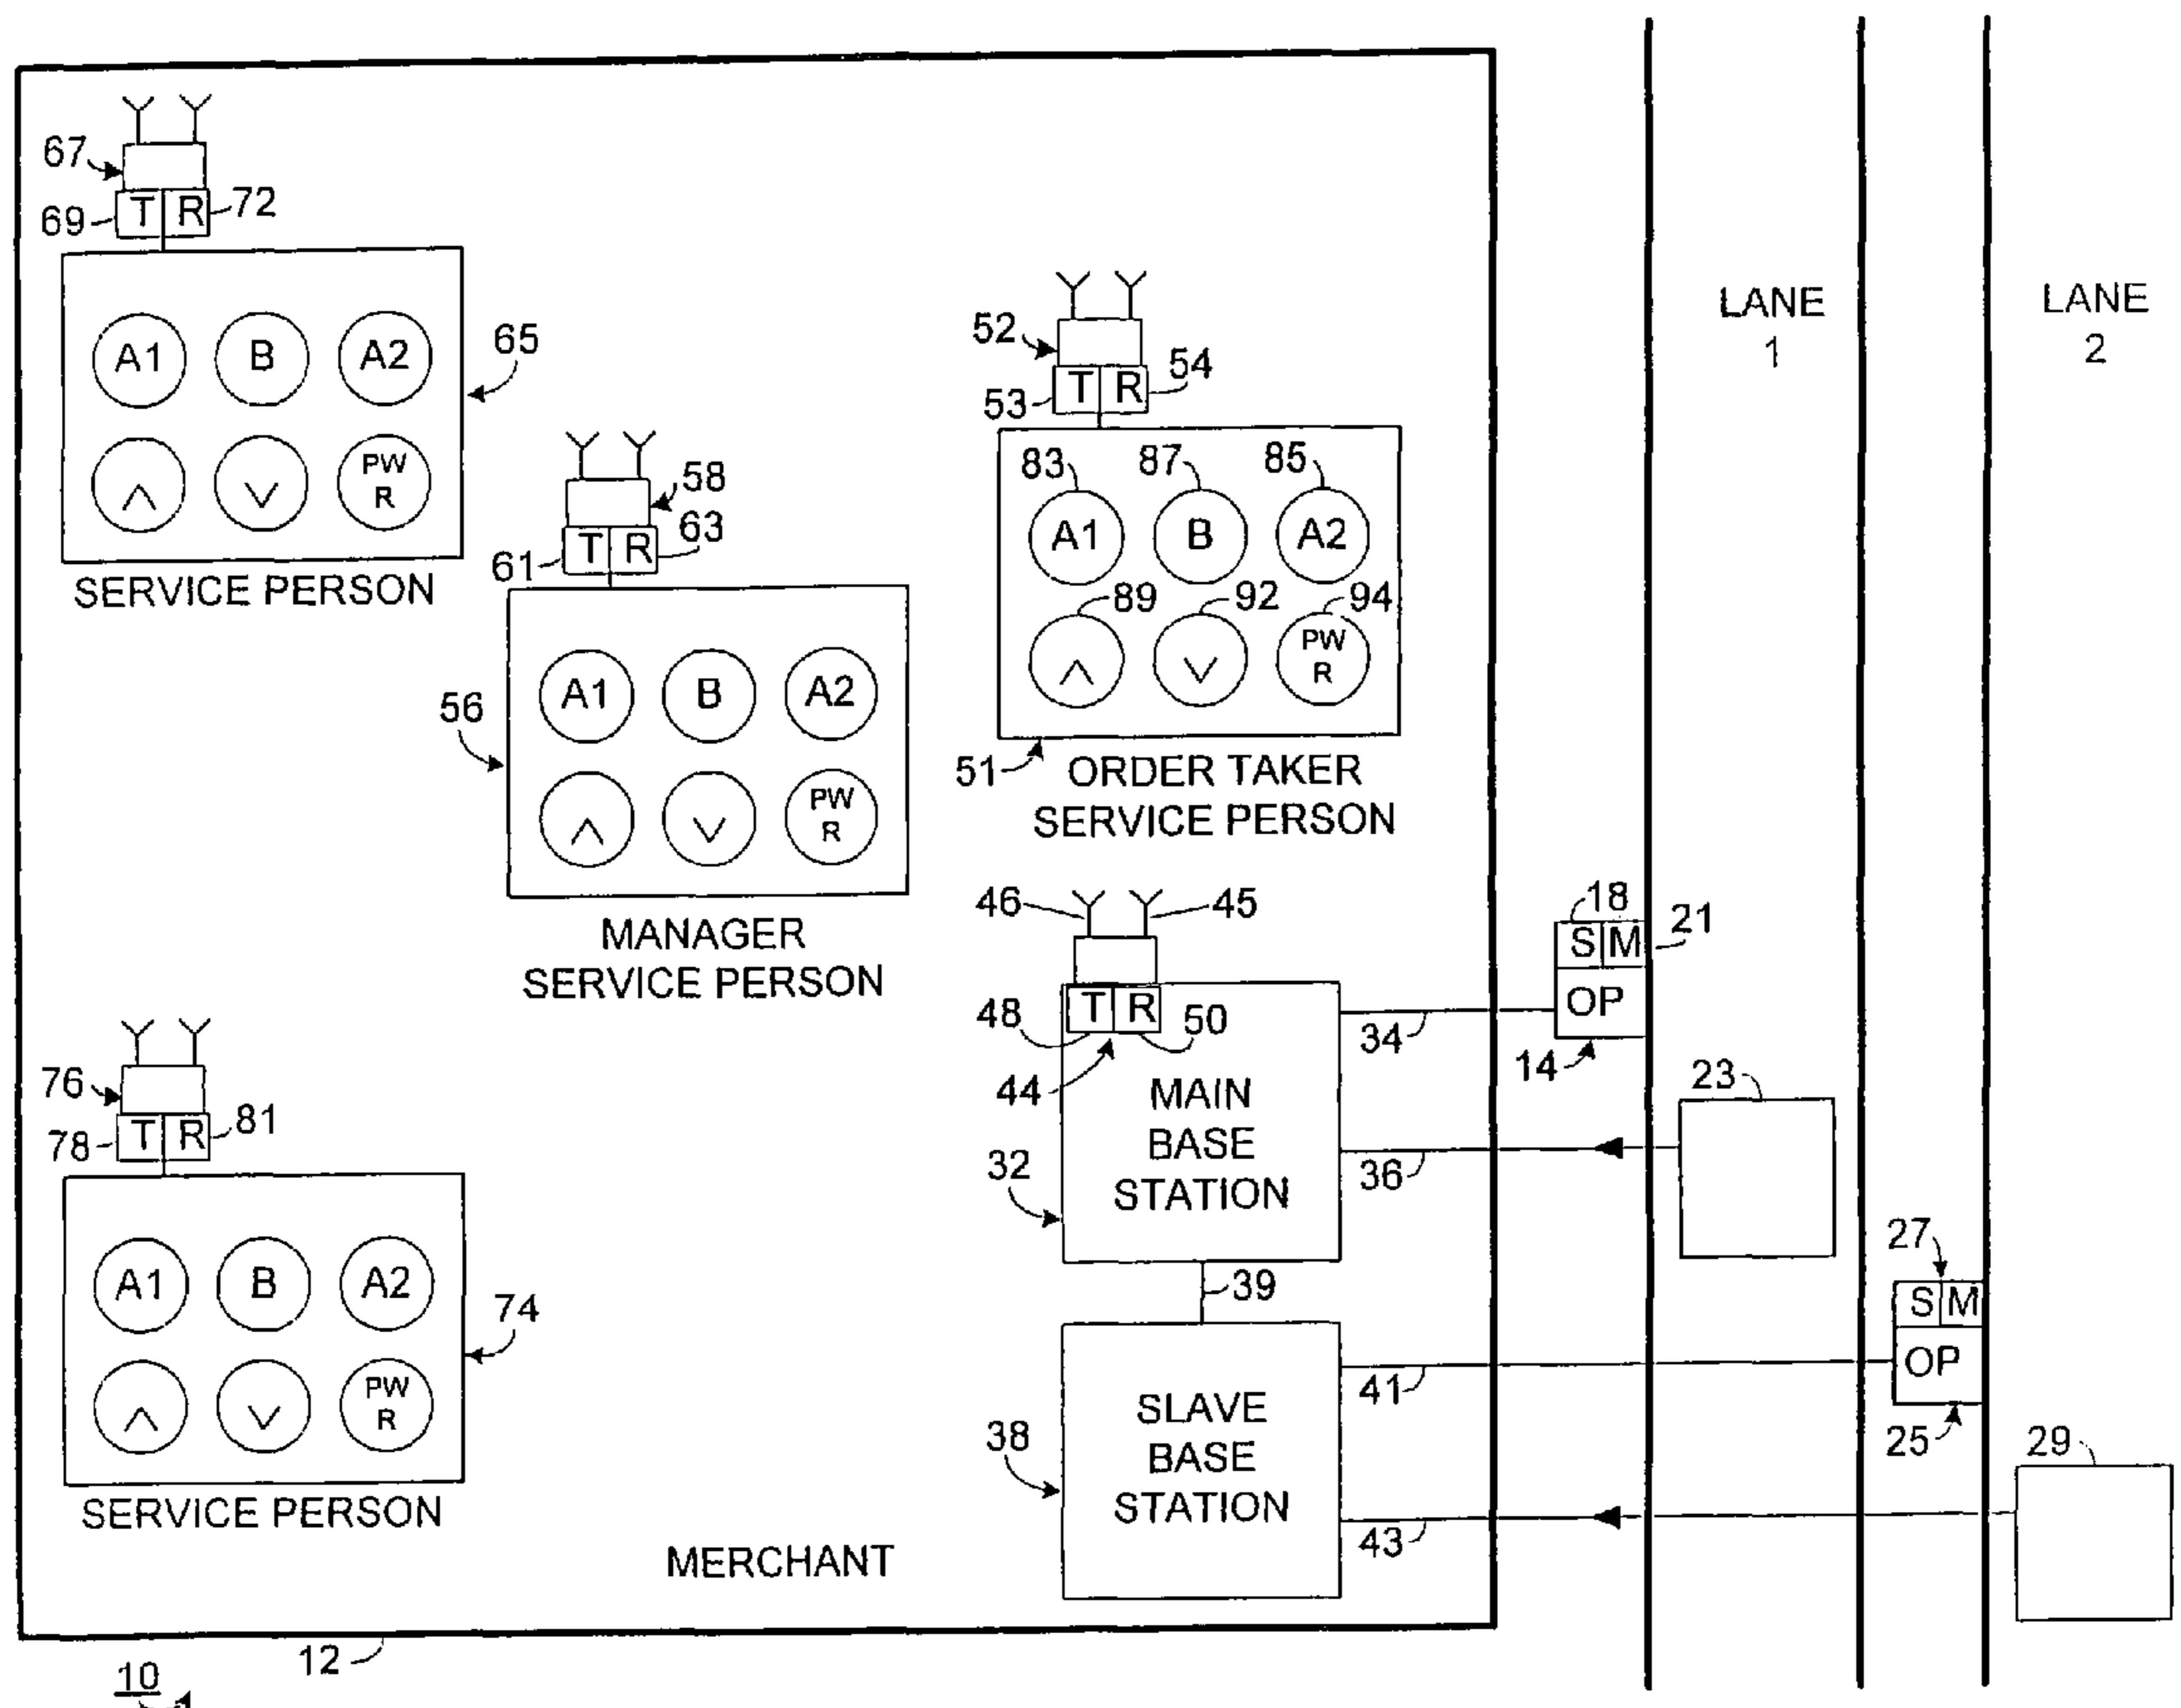 67
69
T
R
72
A1
B
A2
PW
R
65
SERVICE PERSON
58
61
T
R
63
A1
B
A2
PW
R
56
MANAGER
SERVICE PERSON
52
53
T
R
54
83
87
85
A1
B
A2
89
92
94
PW
R
51
ORDER TAKER
SERVICE PERSON
LANE
1
LANE
2
76
78
T
R
81
A1
B
A2
PW
R
74
SERVICE PERSON
46
45
48
T
R
50
44
MAIN
BASE
STATION
32
34
36
18
21
S
M
OP
14
23
39
SLAVE
BASE
STATION
38
41
43
27
S
M
OP
25
29
MERCHANT
12
10